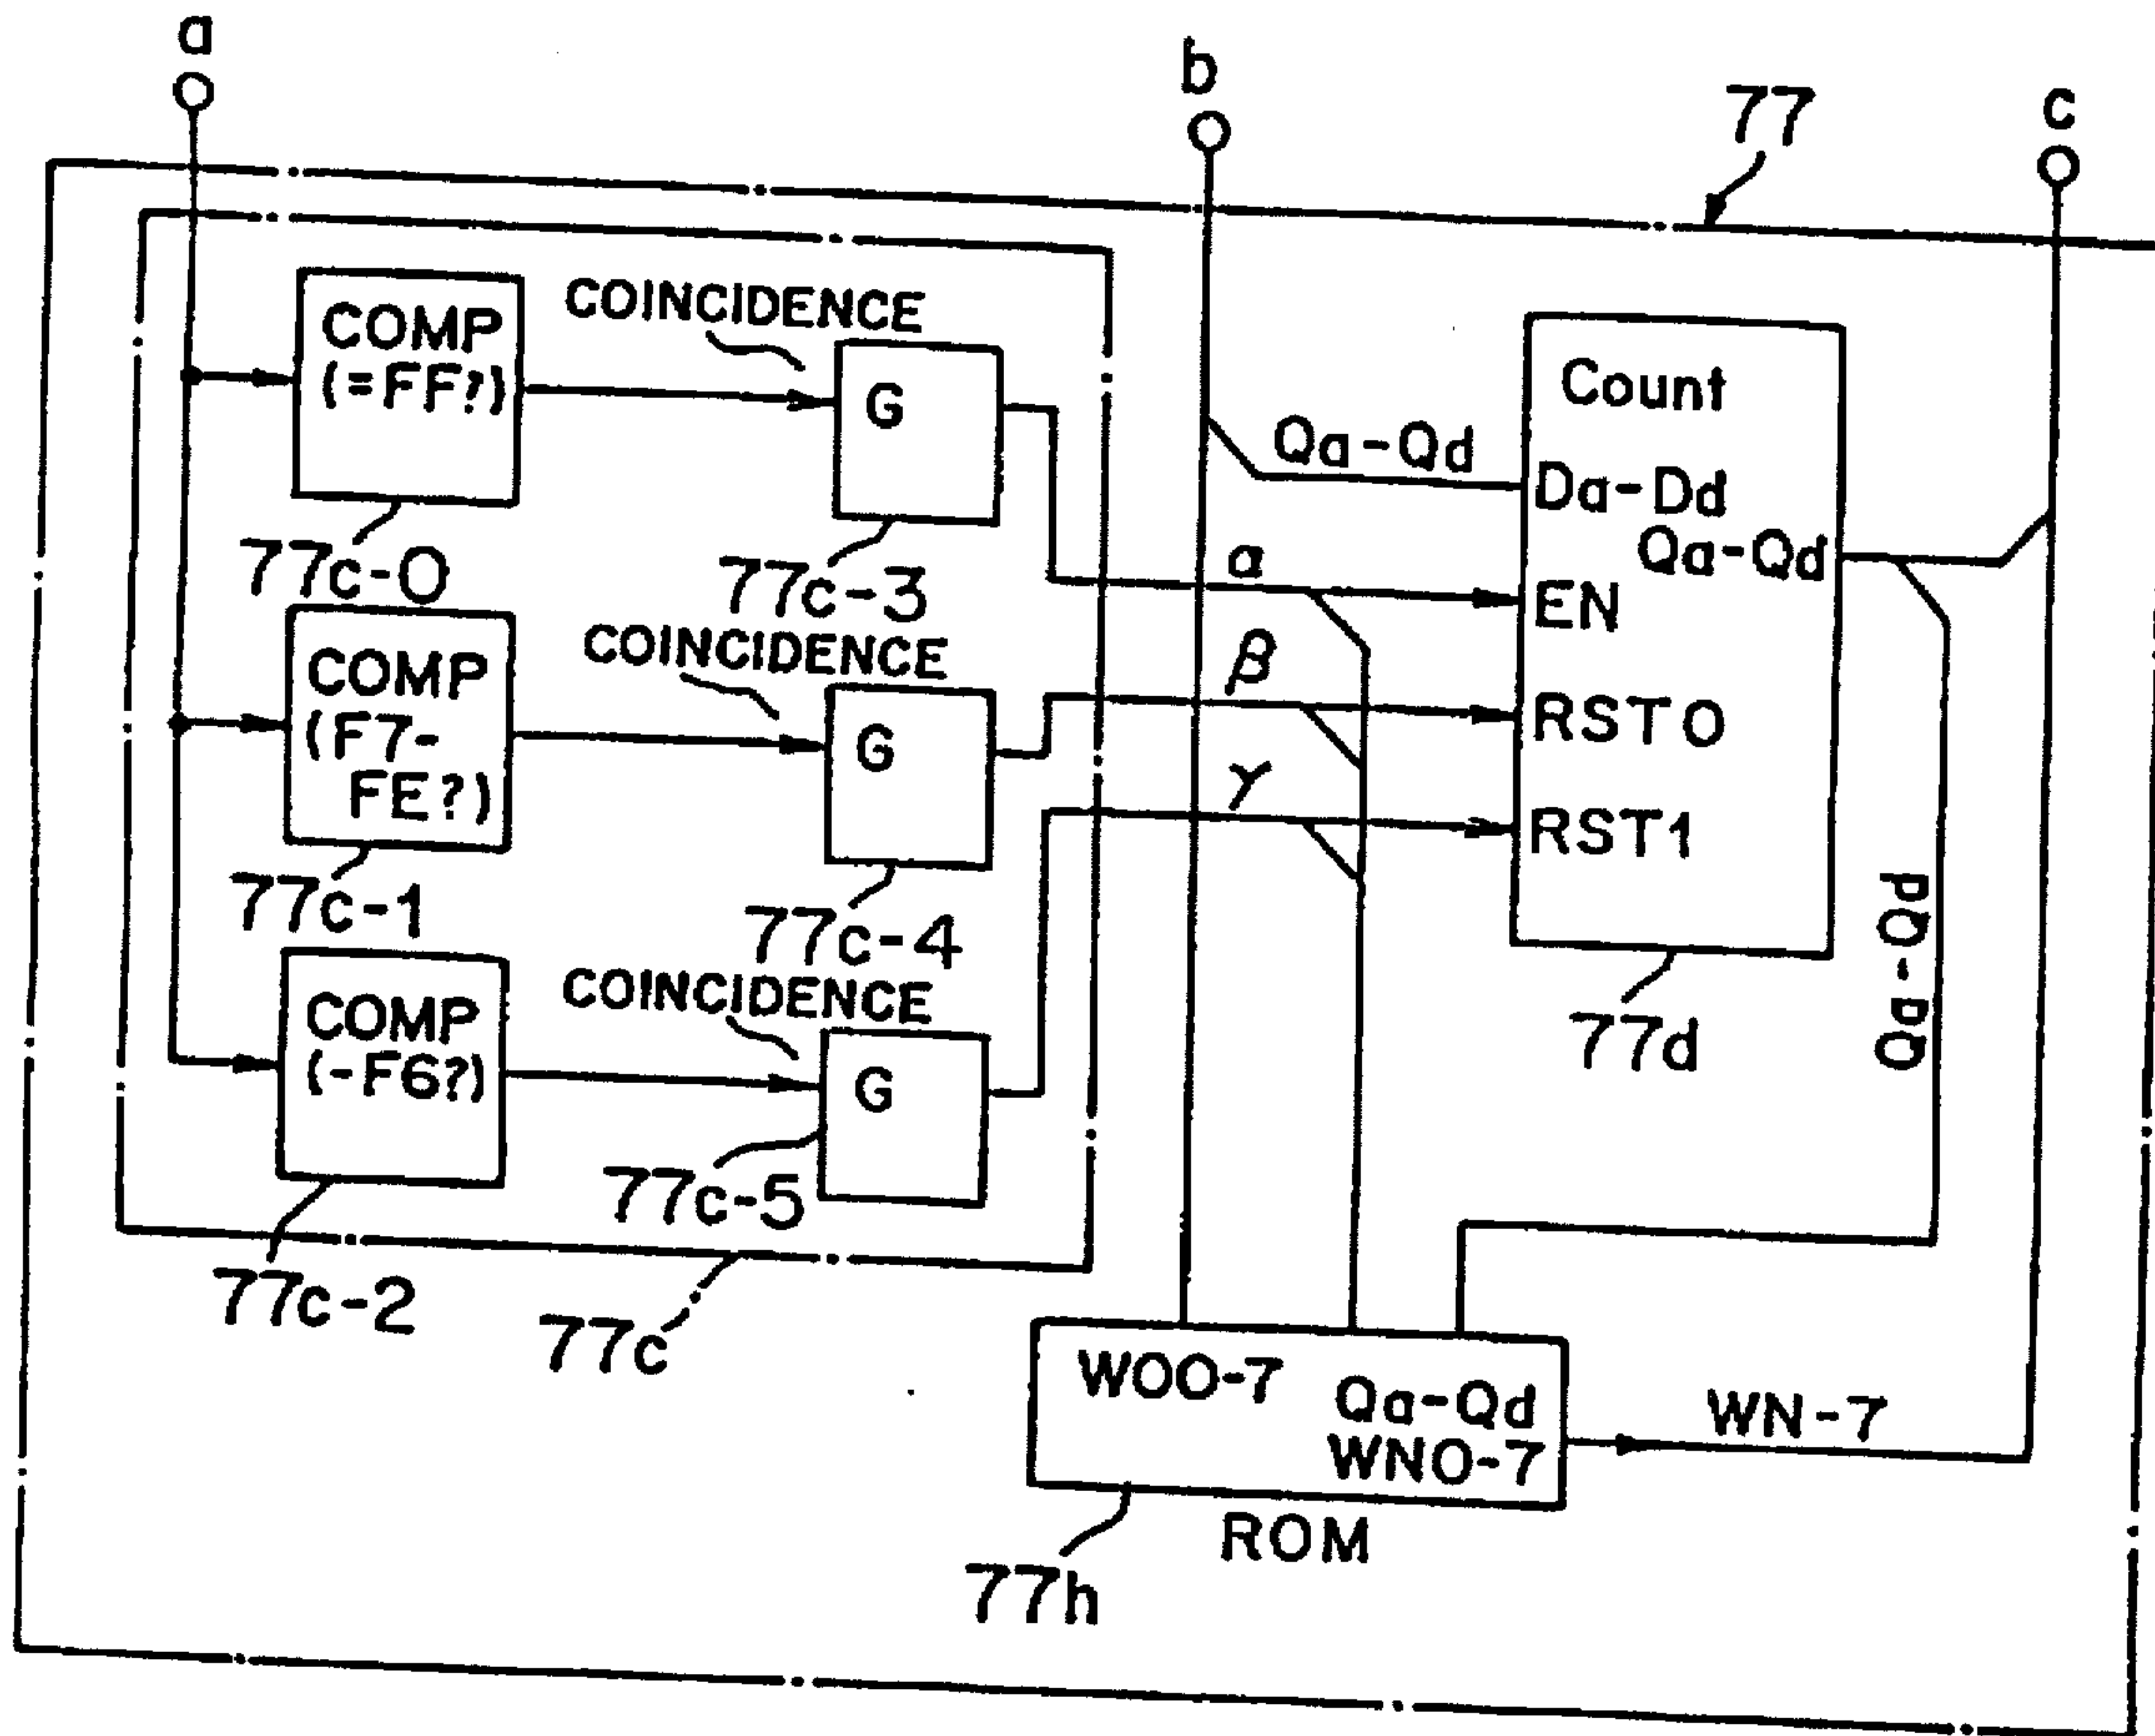 a
b
77
c
COMP
(=FF?)
COINCIDENCE
G
77c-0
77c-3
COMP
(F7-
FE?)
COINCIDENCE
G
77c-1
77c-4
COMP
(-F6?)
COINCIDENCE
G
77c-2
77c-5
77c
Count
Qa-Qd
Da-Dd
Qa-Qd
α
EN
β
RST0
γ
RST1
77d
Qa-Qd
W00-7
Qa-Qd
WN0-7
WN-7
ROM
77h